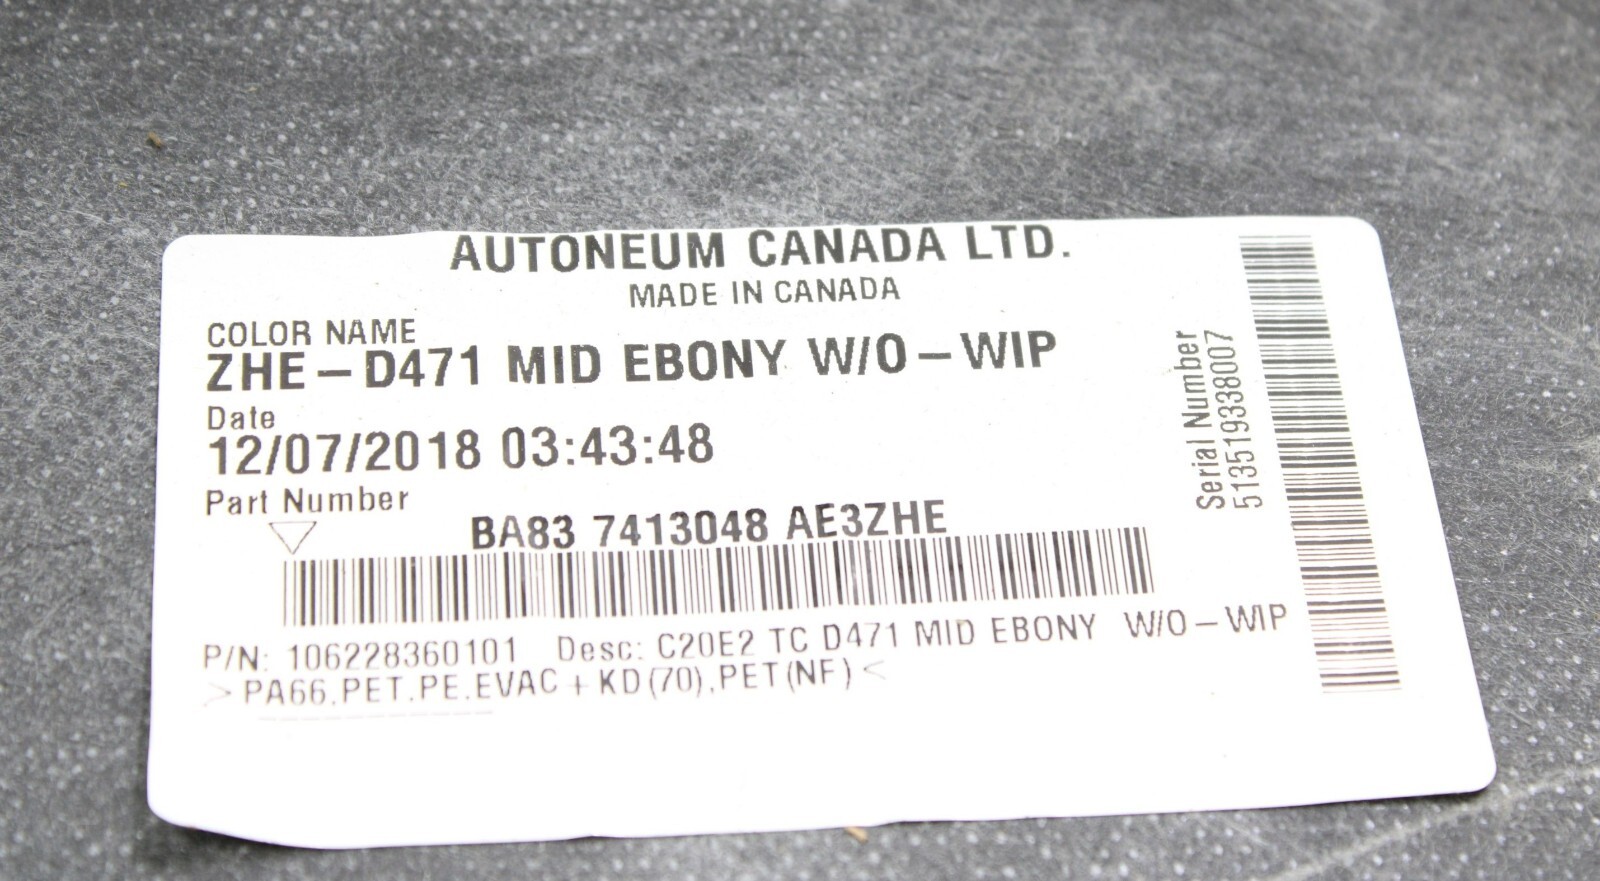 AUTONEUM CANADA LTD.
MADE IN CANADA
COLOR NAME
ZHE-D471 MID EBONY W/O-WIP
Date
12/07/2018 03:43:48
Part Number
BA83 7413048 AE3ZHE
P/N: 106228360101 Desc: C20E2 TC D471 MID EBONY W/O-WIP
>PA66.PET.PE.EVAC+KD(70),PET(NF)<
Serial Number
513519338007